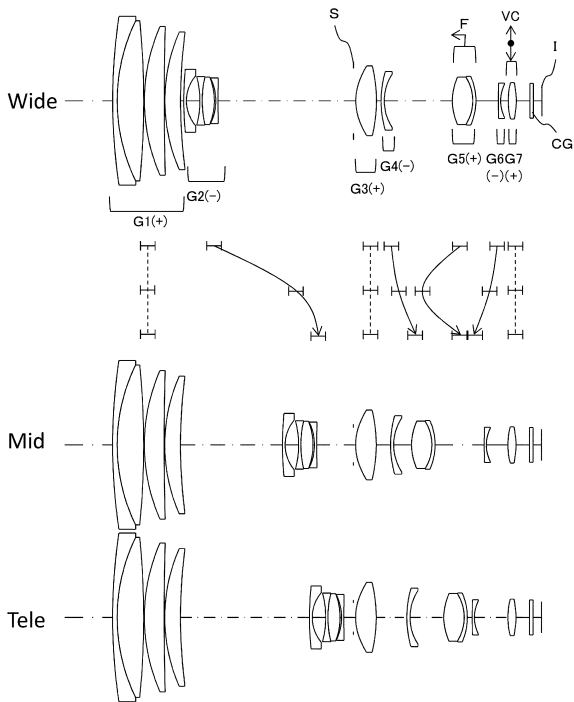 S
F
VC
I
Wide
CG
G4(-)
G5(+)
G6G7
(-)(+)
G3(+)
G2(-)
G1(+)
Mid
Tele